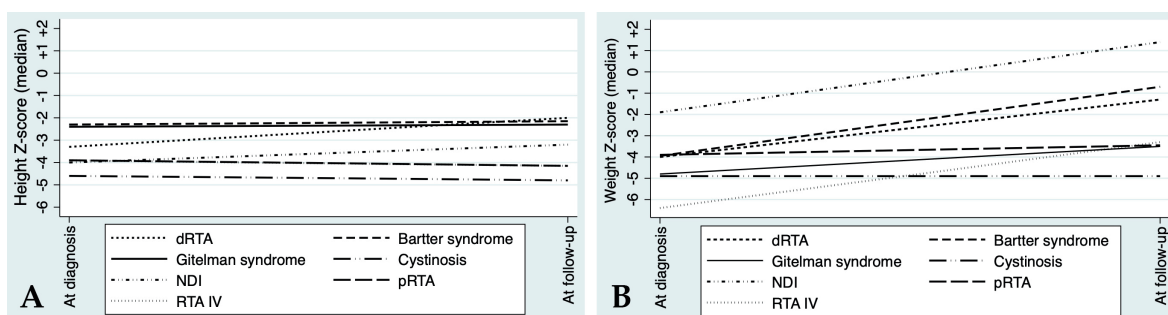 Height Z-score (median)
+2
+1
0
-1
-2
-3
-4
-5
-6
At diagnosis
At follow-up
dRTA
Bartter syndrome
Gitelman syndrome
Cystinosis
NDI
pRTA
RTA IV
A
Weight Z-score (median)
+2
+1
0
-1
-2
-3
-4
-5
-6
At diagnosis
At follow-up
dRTA
Bartter syndrome
Gitelman syndrome
Cystinosis
NDI
pRTA
RTA IV
B